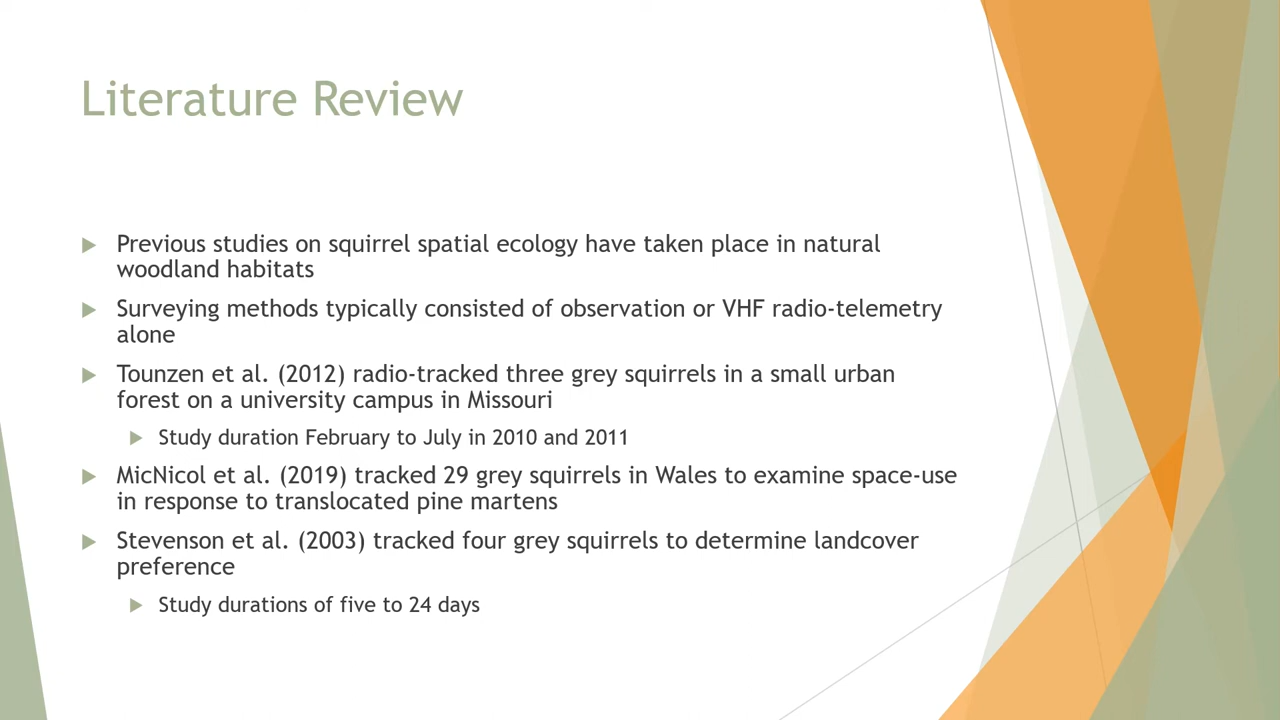 Literature Review
Previous studies on squirrel spatial ecology have taken place in natural
woodland habitats
Surveying methods typically consisted of observation or VHF radio-telemetry
alone
Tounzen et al. (2012) radio-tracked three grey squirrels in a small urban
forest on a university campus in Missouri
Study duration February to July in 2010 and 2011
MicNicol et al. (2019) tracked 29 grey squirrels in Wales to examine space-use
in response to translocated pine martens
Stevenson et al. (2003) tracked four grey squirrels to determine landcover
preference
Study durations of five to 24 days